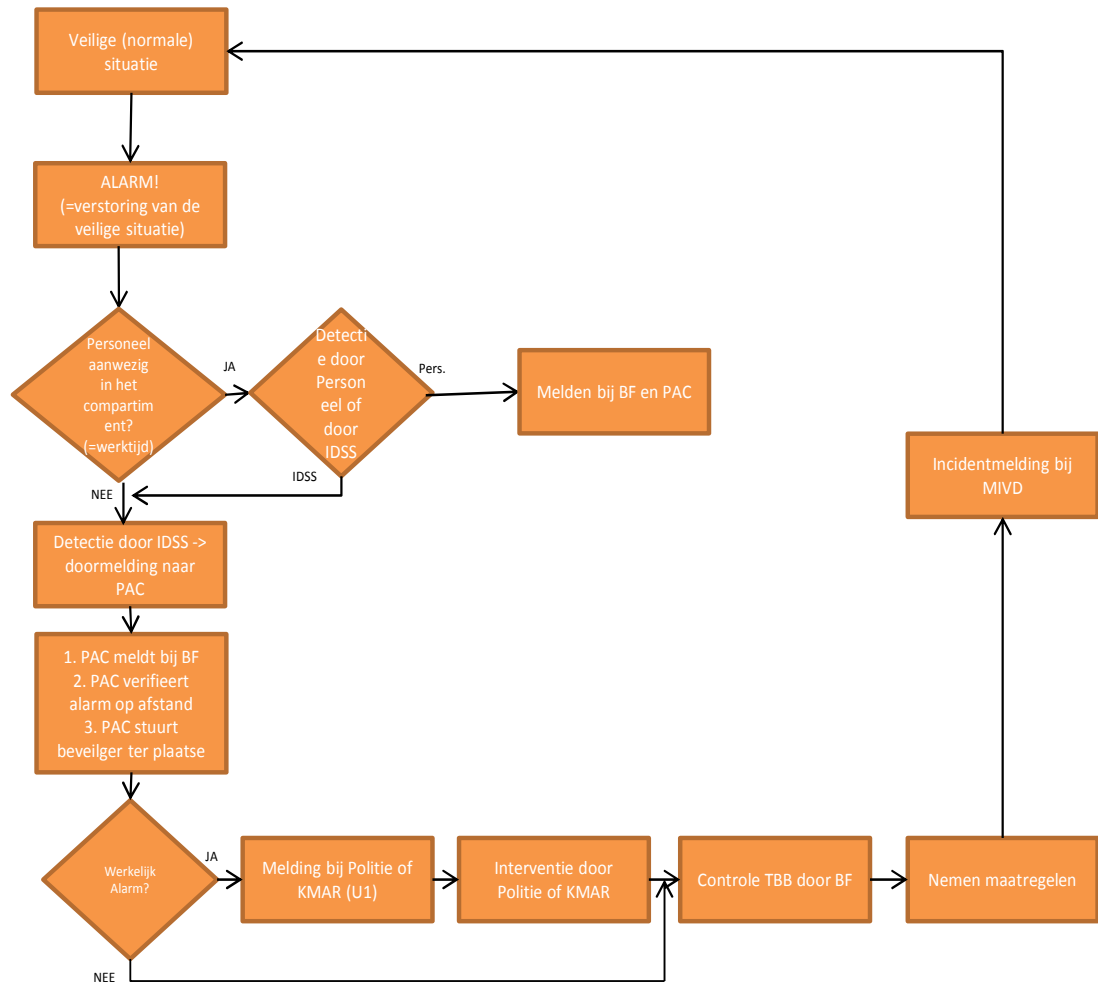 Veilige (normale)
situatie
ALARM!
(=verstoring van de
veilige situatie)
Personeel
aanwezig
in het
compartim
ent?
(=werktijd)
JA
Detecti
e door
Person
eel of
door
IDSS
Pers.
Melden bij BF en PAC
IDSS
NEE
Incidentmelding bij
MIVD
Detectie door IDSS ->
doormelding naar
PAC
1. PAC meldt bij BF
2. PAC verifieert
alarm op afstand
3. PAC stuurt
beveilger ter plaatse
Werkelijk
Alarm?
JA
Melding bij Politie of
KMAR (U1)
Interventie door
Politie of KMAR
Controle TBB door BF
Nemen maatregelen
NEE